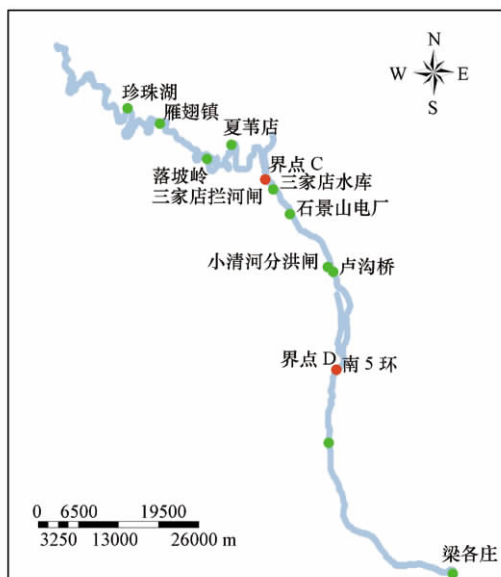 N
W E
S
珍珠湖
雁翅镇
夏苇店
落坡岭
界点 C
三家店拦河闸
三家店水库
石景山电厂
小清河分洪闸
卢沟桥
界点 D
南 5 环
0 6500 19500
3250 13000 26000 m
梁各庄